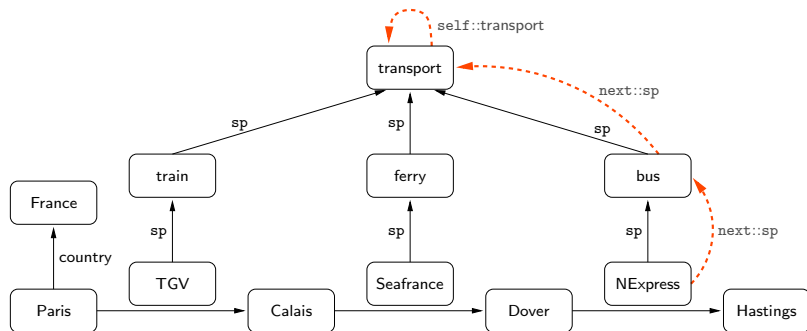 self::transport
transport
next::sp
sp
sp
sp
train
ferry
bus
France
sp
sp
sp
next::sp
country
TGV
Seafrance
NExpress
Paris
Calais
Dover
Hastings